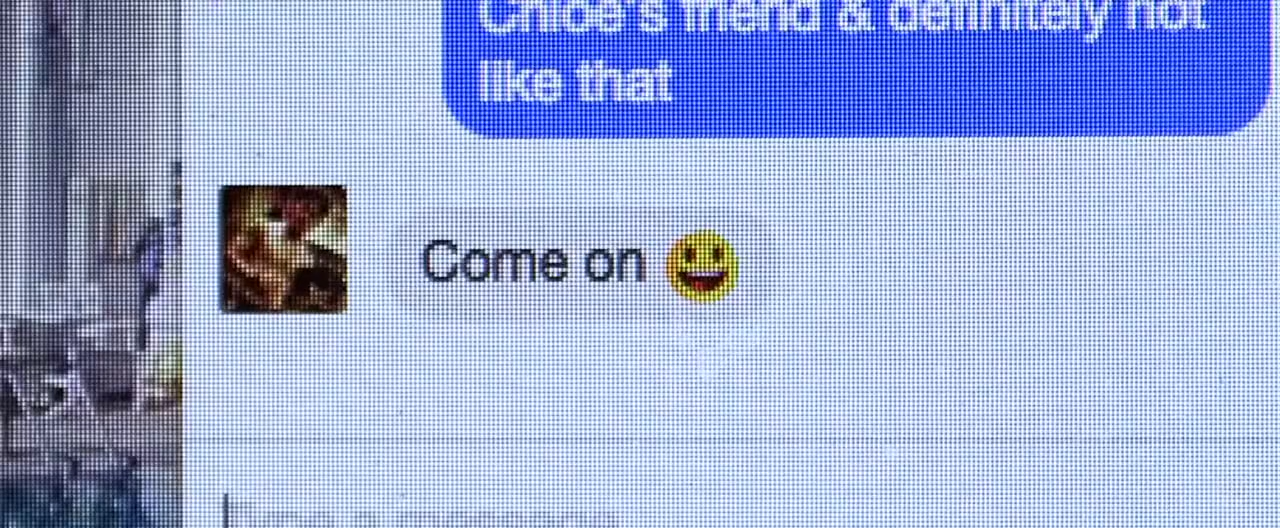 Chloe's friend & definitely not
like that
Come on 😃